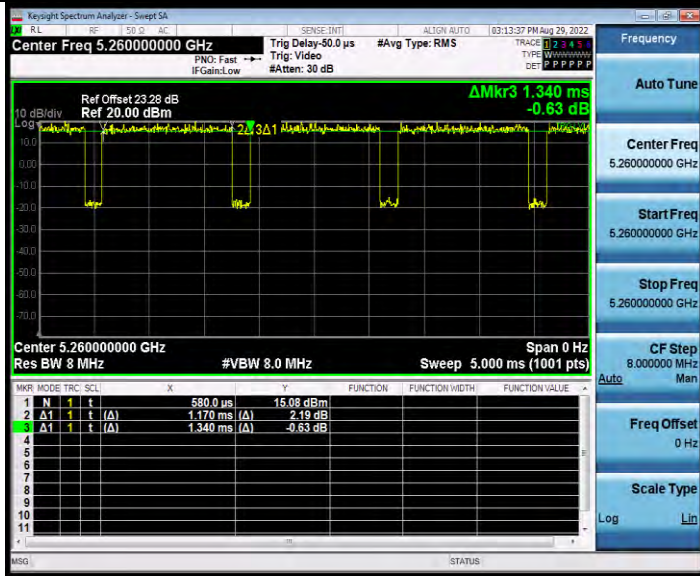 Keysight Spectrum Analyzer - Swept SA
RL RF 50 Ω AC SENSE:INT ALIGN AUTO 03:13:37 PM Aug 29, 2022
Center Freq 5.260000000 GHz
PNO: Fast
IFGain:Low
Trig Delay-50.0 µs
Trig: Video
#Atten: 30 dB
#Avg Type: RMS
TRACE 1 2 3 4 5 6
TYPE W
DET P P P P P P
Ref Offset 23.28 dB
Ref 20.00 dBm
10 dB/div
Log
ΔMkr3 1.340 ms
-0.63 dB
2Δ 3Δ1
10.0
0.00
-10.0
-20.0
-30.0
-40.0
-50.0
-60.0
-70.0
Center 5.260000000 GHz Span 0 Hz
Res BW 8 MHz #VBW 8.0 MHz Sweep 5.000 ms (1001 pts)
MKR MODE TRC SCL X Y FUNCTION FUNCTION WIDTH FUNCTION VALUE
1 N 1 t 580.0 µs 15.08 dBm
2 Δ1 1 t (Δ) 1.170 ms (Δ) 2.19 dB
3 Δ1 1 t (Δ) 1.340 ms (Δ) -0.63 dB
4
5
6
7
8
9
10
11
MSG STATUS
Frequency
Auto Tune
Center Freq
5.260000000 GHz
Start Freq
5.260000000 GHz
Stop Freq
5.260000000 GHz
CF Step
8.000000 MHz
Auto Man
Freq Offset
0 Hz
Scale Type
Log Lin